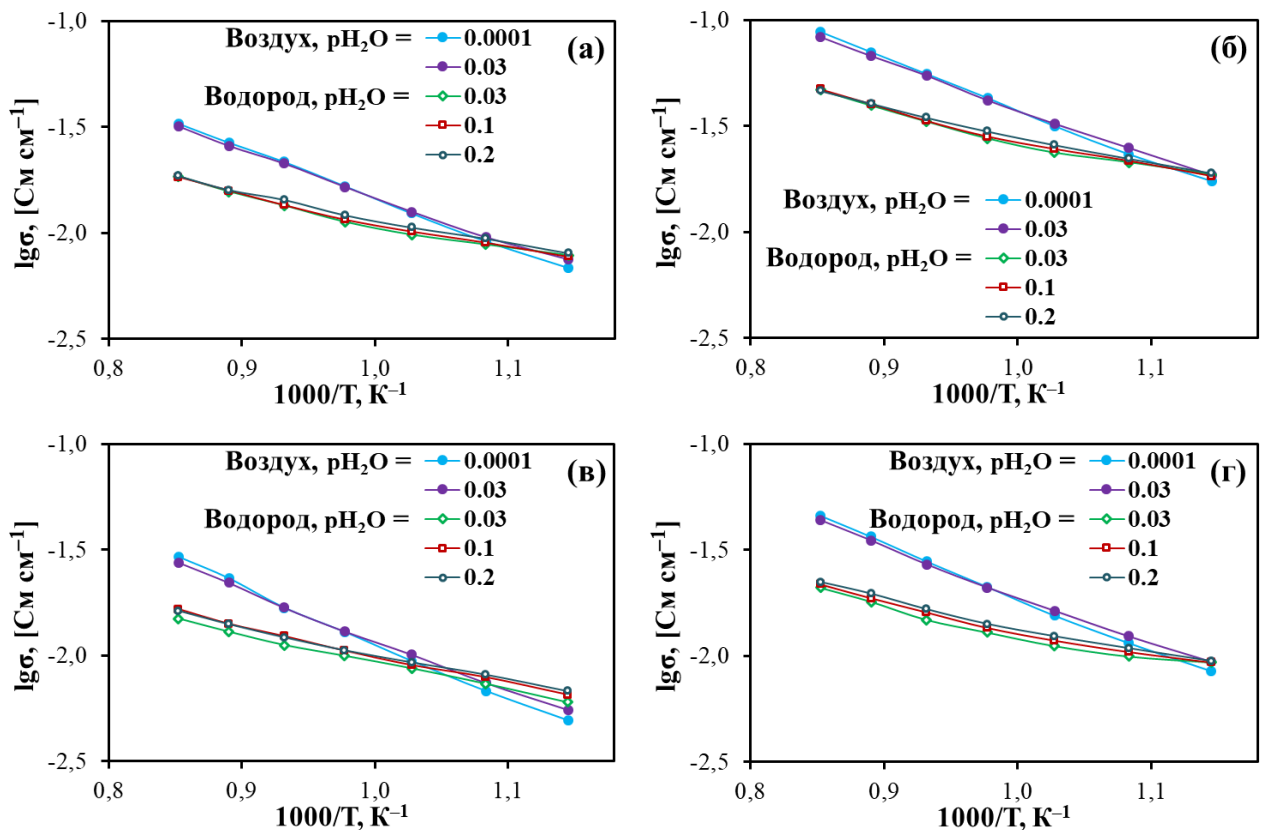 (а)
Воздух, pH₂O =
0.0001
0.03
Водород, pH₂O =
0.03
0.1
0.2
lgσ, [См см⁻¹]
-1,0
-1,5
-2,0
-2,5
0,8
0,9
1,0
1,1
1000/T, К⁻¹
(б)
Воздух, pH₂O =
0.0001
0.03
Водород, pH₂O =
0.03
0.1
0.2
lgσ, [См см⁻¹]
-1,0
-1,5
-2,0
-2,5
0,8
0,9
1,0
1,1
1000/T, К⁻¹
(в)
Воздух, pH₂O =
0.0001
0.03
Водород, pH₂O =
0.03
0.1
0.2
lgσ, [См см⁻¹]
-1,0
-1,5
-2,0
-2,5
0,8
0,9
1,0
1,1
1000/T, К⁻¹
(г)
Воздух, pH₂O =
0.0001
0.03
Водород, pH₂O =
0.03
0.1
0.2
lgσ, [См см⁻¹]
-1,0
-1,5
-2,0
-2,5
0,8
0,9
1,0
1,1
1000/T, К⁻¹